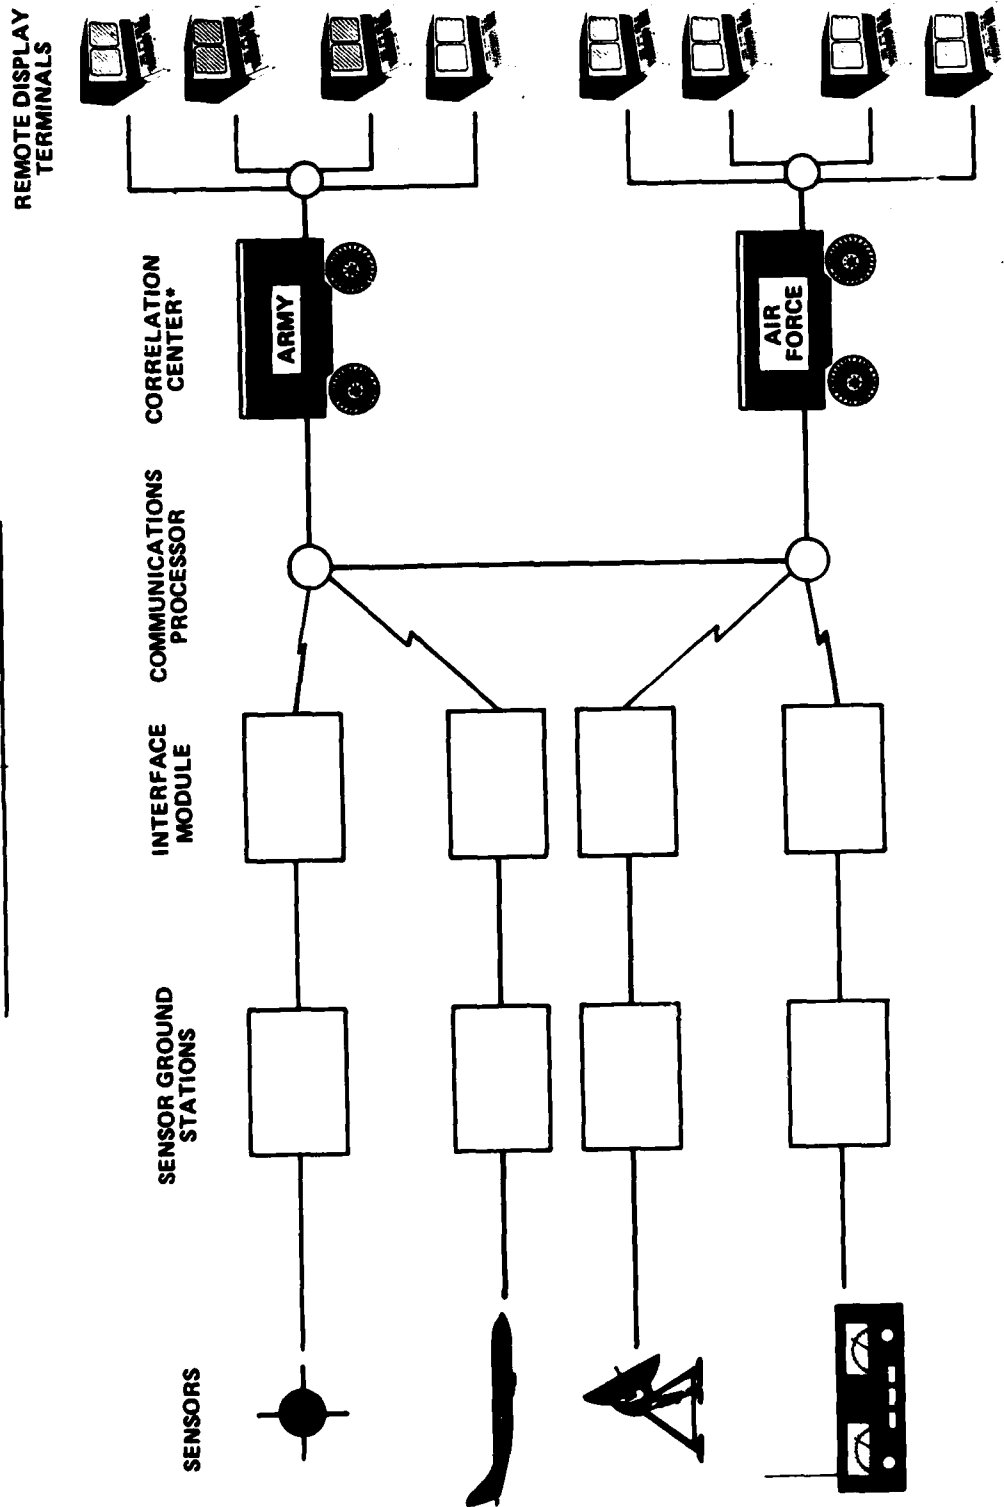 SENSORS
SENSOR GROUND
STATIONS
INTERFACE
MODULE
COMMUNICATIONS
PROCESSOR
CORRELATION
CENTER*
REMOTE DISPLAY
TERMINALS
ARMY
AIR
FORCE